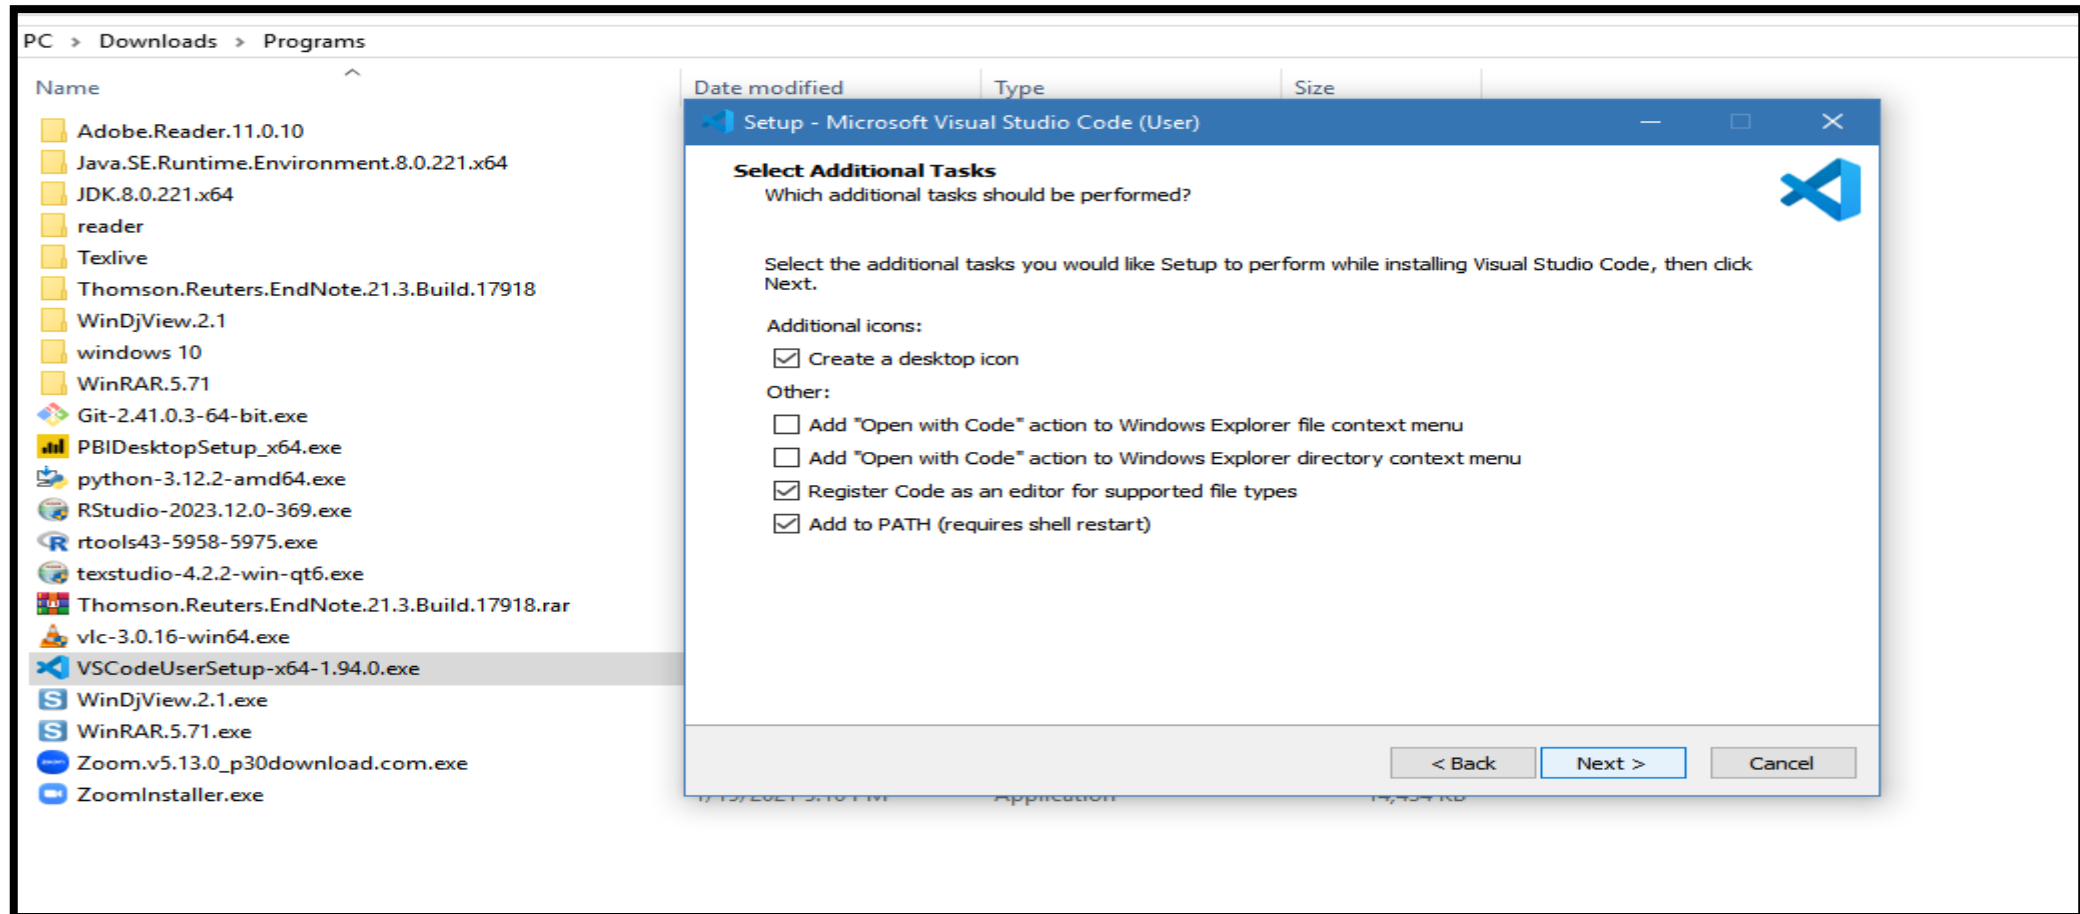 PC > Downloads > Programs
Name Date modified Type Size
Adobe.Reader.11.0.10
Java.SE.Runtime.Environment.8.0.221.x64
JDK.8.0.221.x64
reader
Texlive
Thomson.Reuters.EndNote.21.3.Build.17918
WinDjView.2.1
windows 10
WinRAR.5.71
Git-2.41.0.3-64-bit.exe
PBIDesktopSetup_x64.exe
python-3.12.2-amd64.exe
RStudio-2023.12.0-369.exe
rtools43-5958-5975.exe
texstudio-4.2.2-win-qt6.exe
Thomson.Reuters.EndNote.21.3.Build.17918.rar
vlc-3.0.16-win64.exe
VSCodeUserSetup-x64-1.94.0.exe
WinDjView.2.1.exe
WinRAR.5.71.exe
Zoom.v5.13.0_p30download.com.exe
ZoomInstaller.exe
Setup - Microsoft Visual Studio Code (User)
Select Additional Tasks
Which additional tasks should be performed?
Select the additional tasks you would like Setup to perform while installing Visual Studio Code, then click
Next.
Additional icons:
Create a desktop icon
Other:
Add "Open with Code" action to Windows Explorer file context menu
Add "Open with Code" action to Windows Explorer directory context menu
Register Code as an editor for supported file types
Add to PATH (requires shell restart)
< Back Next > Cancel
Application